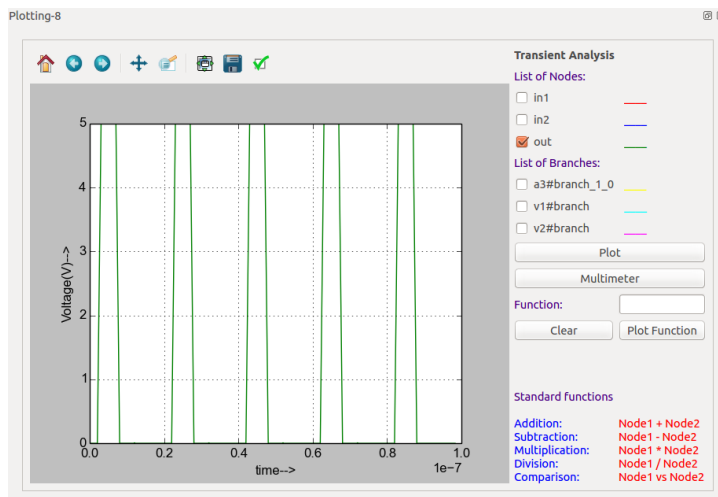 Plotting-8
Transient Analysis
List of Nodes:
in1
in2
out
List of Branches:
a3#branch_1_0
v1#branch
v2#branch
Plot
Multimeter
Function:
Clear
Plot Function
Standard functions
Addition: Node1 + Node2
Subtraction: Node1 - Node2
Multiplication: Node1 * Node2
Division: Node1 / Node2
Comparison: Node1 vs Node2
Voltage(V)-->
5
4
3
2
1
0
0.0 0.2 0.4 0.6 0.8 1.0
time-->
1e-7